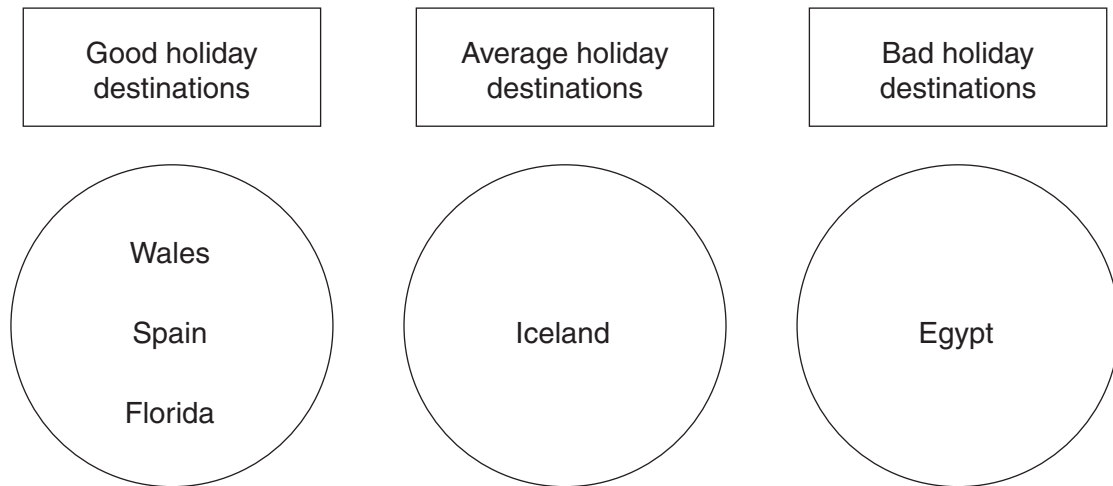 Good holiday
destinations
Average holiday
destinations
Bad holiday
destinations
Wales
Spain
Florida
Iceland
Egypt